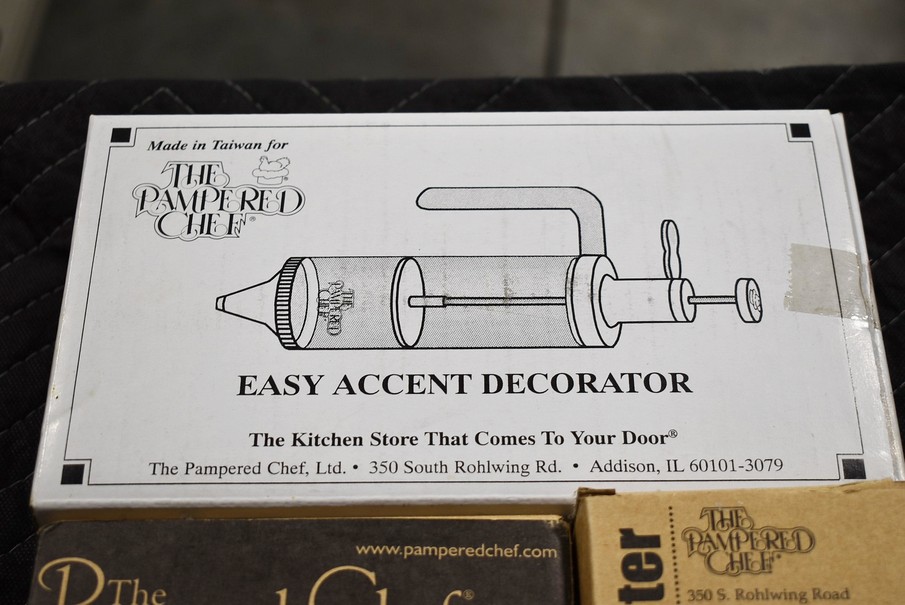 Made in Taiwan for
THE
PAMPERED
CHEF®
THE
PAMPERED
CHEF
EASY ACCENT DECORATOR
The Kitchen Store That Comes To Your Door®
The Pampered Chef, Ltd. • 350 South Rohlwing Rd. • Addison, IL 60101-3079
www.pamperedchef.com
The
Chef®
ter
THE
PAMPERED
CHEF
350 S. Rohlwing Road